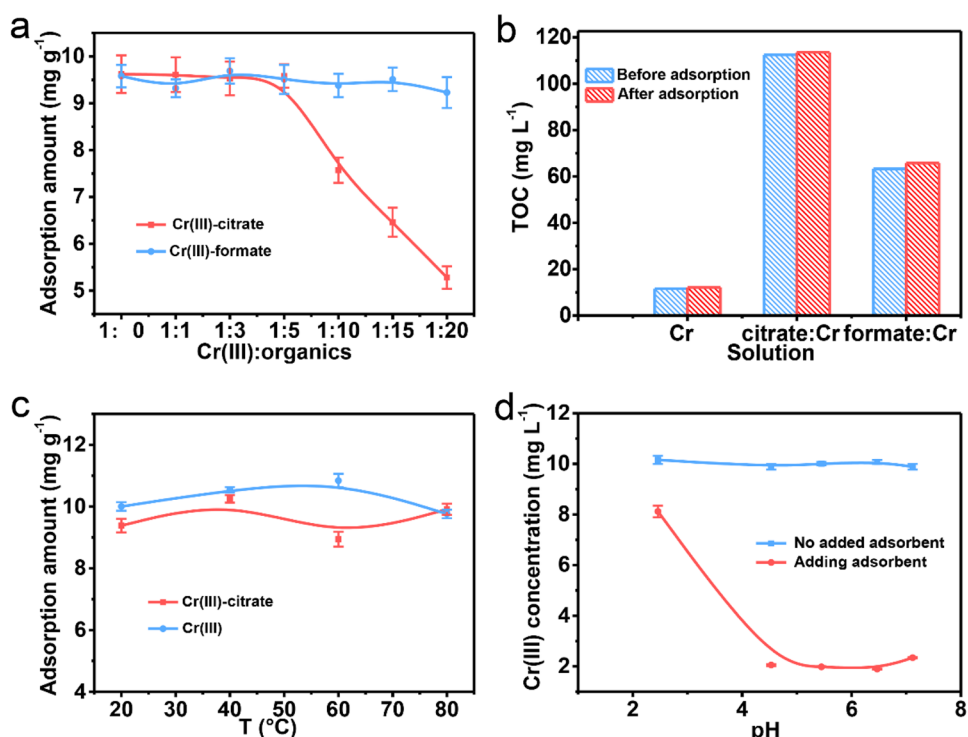 a
Adsorption amount (mg g⁻¹)
10
9
8
7
6
5
Cr(III)-citrate
Cr(III)-formate
1: 0 1:1 1:3 1:5 1:10 1:15 1:20
Cr(III):organics
b
TOC (mg L⁻¹)
120
100
80
60
40
20
0
Before adsorption
After adsorption
Cr citrate:Cr formate:Cr
Solution
c
Adsorption amount (mg g⁻¹)
12
10
8
6
4
Cr(III)-citrate
Cr(III)
20 30 40 50 60 70 80
T (°C)
d
Cr(III) concentration (mg L⁻¹)
12
10
8
6
4
2
No added adsorbent
Adding adsorbent
2 4 6 8
pH